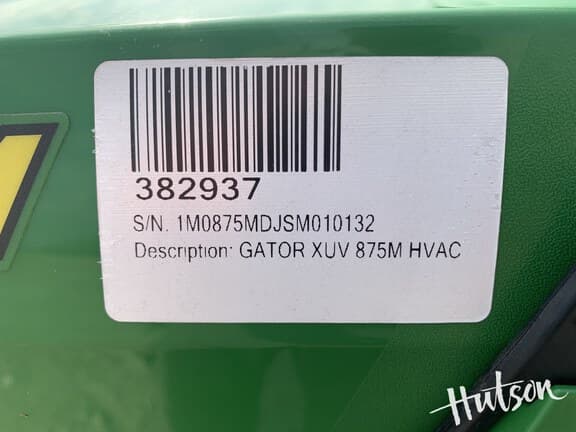 382937
S/N. 1M0875MDJSM010132
Description: GATOR XUV 875M HVAC
Hutson